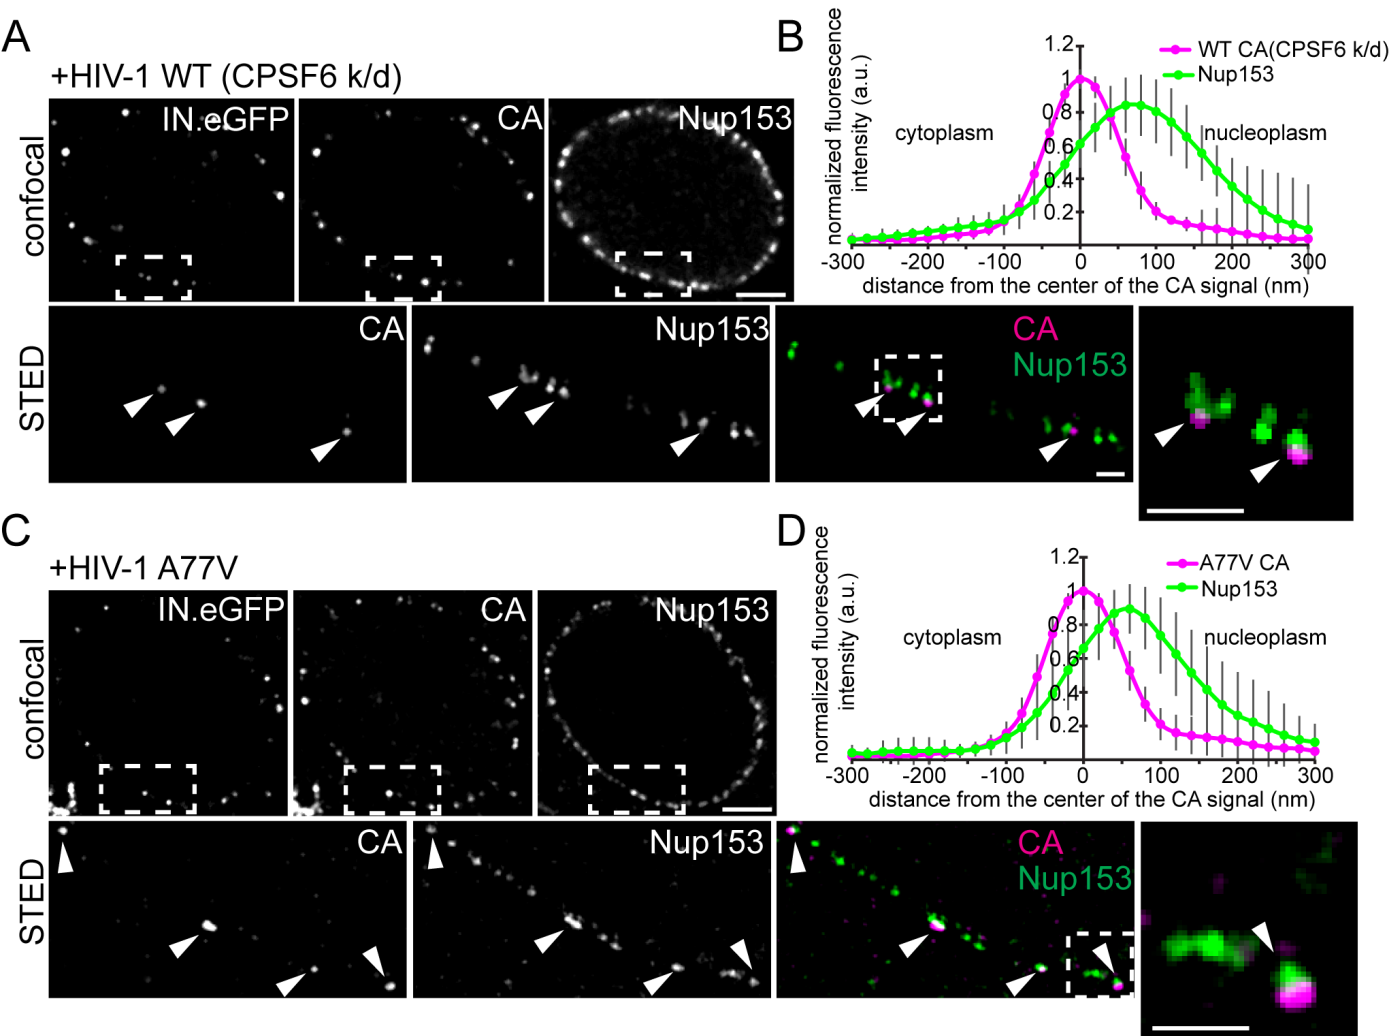 A
+HIV-1 WT (CPSF6 k/d)
confocal
IN.eGFP
CA
Nup153
STED
CA
Nup153
CA
Nup153
B
normalized fluorescence
intensity (a.u.)
1.2
1
0.8
0.6
0.4
0.2
WT CA(CPSF6 k/d)
Nup153
cytoplasm
nucleoplasm
-300 -200 -100 0 100 200 300
distance from the center of the CA signal (nm)
C
+HIV-1 A77V
confocal
IN.eGFP
CA
Nup153
STED
CA
Nup153
CA
Nup153
D
normalized fluorescence
intensity (a.u.)
1.2
1
0.8
0.6
0.4
0.2
A77V CA
Nup153
cytoplasm
nucleoplasm
-300 -200 -100 0 100 200 300
distance from the center of the CA signal (nm)